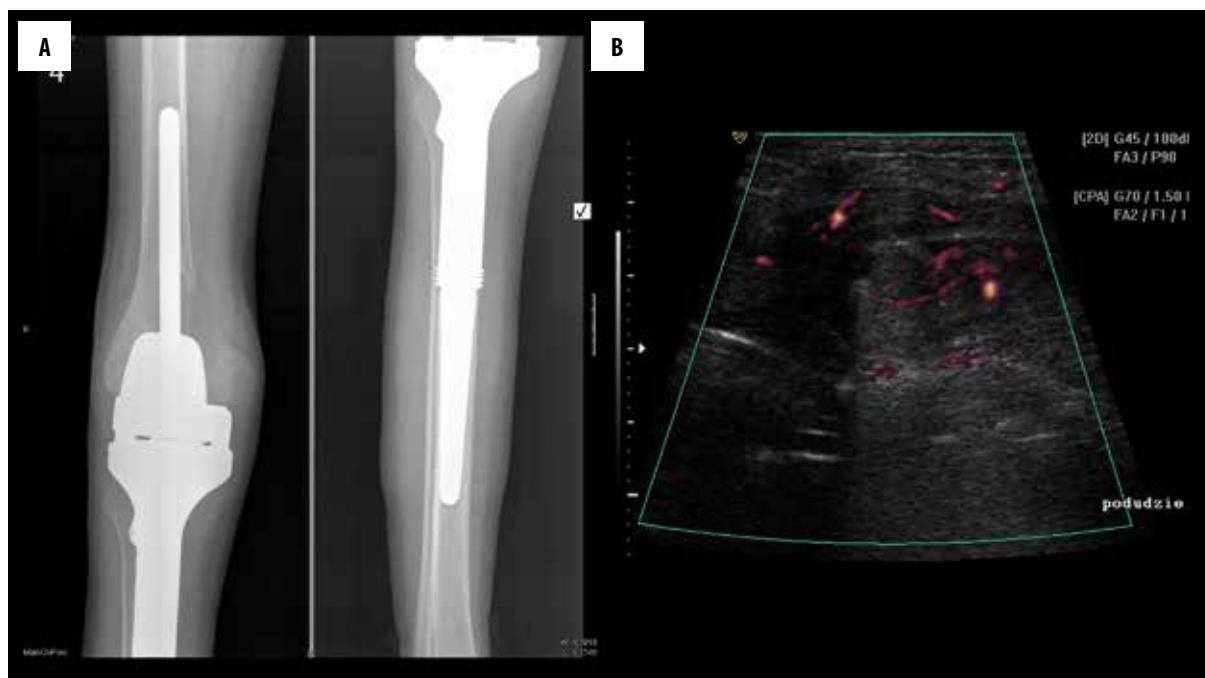 A
4
B
[2D] G45 / 100dB
FA3 / P90
[CPA] G70 / 1.50
FA2 / F1 / 1
podudzie